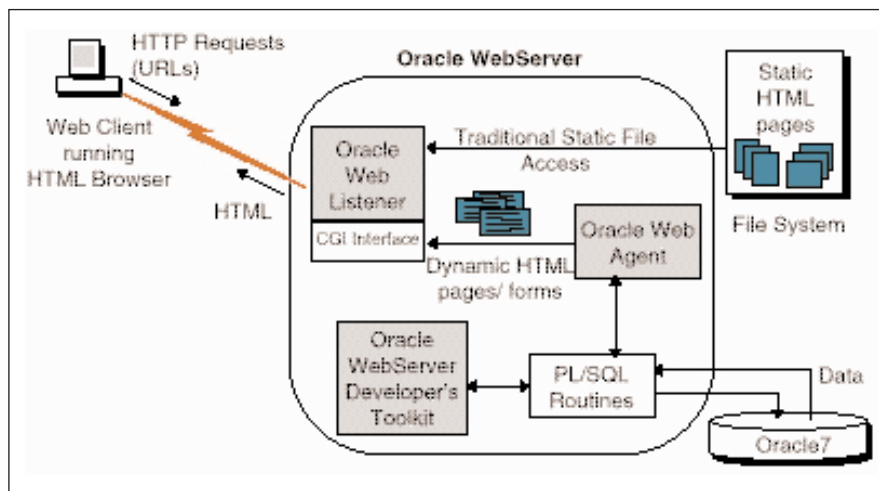 HTTP Requests
(URLs)
Web Client
running
HTML Browser
HTML
Oracle WebServer
Oracle
Web
Listener
CGI Interface
Traditional Static File
Access
Static
HTML
pages
File System
Dynamic HTML
pages/ forms
Oracle Web
Agent
Oracle
WebServer
Developer's
Toolkit
PL/SQL
Routines
Data
Oracle7